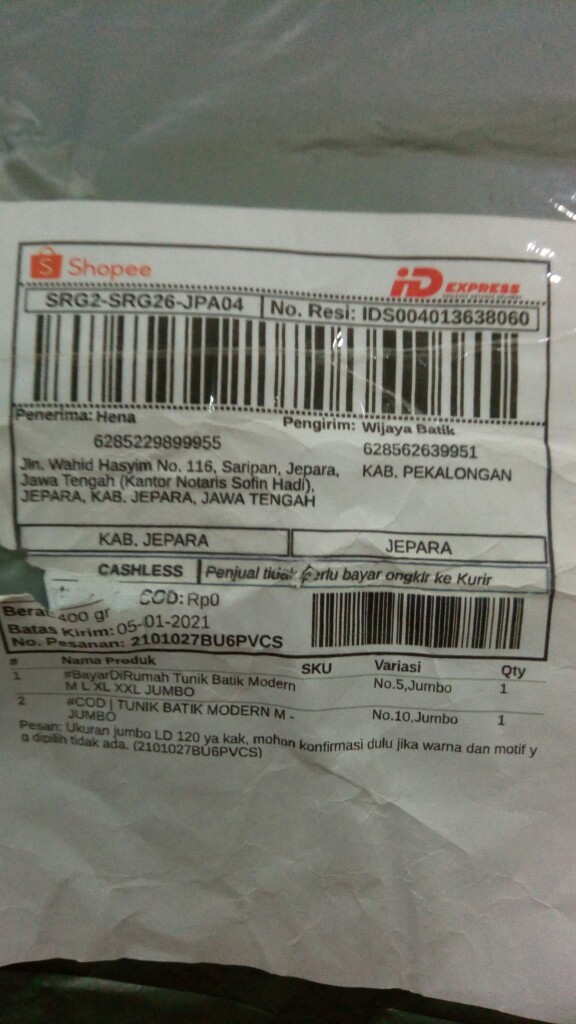 Shopee
iD EXPRESS
SRG2-SRG26-JPA04
No. Resi: IDS004013638060
Penerima: Hena
6285229899955
Jln. Wahid Hasyim No. 116, Saripan, Jepara,
Jawa Tengah (Kantor Notaris Sofin Hadi),
JEPARA, KAB. JEPARA, JAWA TENGAH
Pengirim: Wijaya Batik
628562639951
KAB. PEKALONGAN
KAB. JEPARA
JEPARA
CASHLESS
Penjual tidak perlu bayar ongkir ke Kurir
COD: Rp0
Berat 400 gr
Batas Kirim: 05-01-2021
No. Pesanan: 2101027BU6PVCS
# Nama Produk SKU Variasi Qty
1 #BayarDiRumah Tunik Batik Modern No.5,Jumbo 1
M L XL XXL JUMBO
2 #COD | TUNIK BATIK MODERN M - No.10,Jumbo 1
JUMBO
Pesan: Ukuran jumbo LD 120 ya kak, mohon konfirmasi dulu jika warna dan motif y
g dipilih tidak ada. (2101027BU6PVCS)